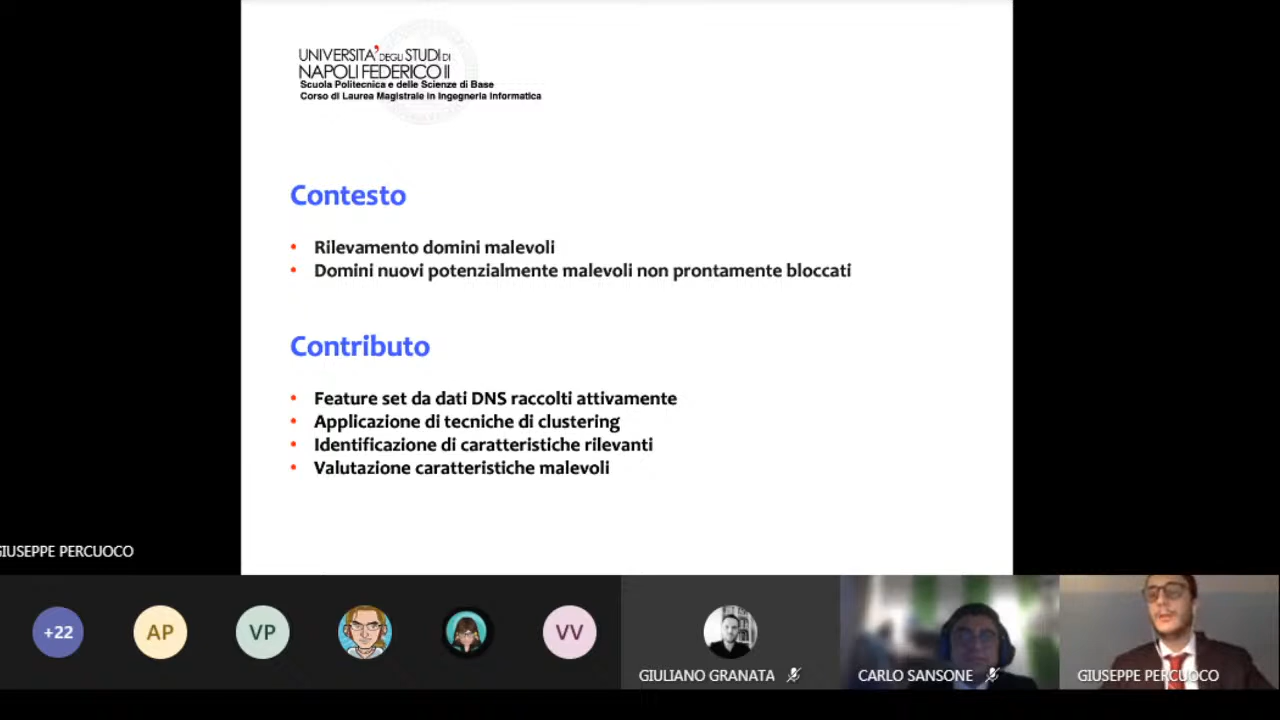 UNIVERSITA' DEGLI STUDI DI
NAPOLI FEDERICO II
Scuola Politecnica e delle Scienze di Base
Corso di Laurea Magistrale in Ingegneria Informatica
Contesto
• Rilevamento domini malevoli
• Domini nuovi potenzialmente malevoli non prontamente bloccati
Contributo
• Feature set da dati DNS raccolti attivamente
• Applicazione di tecniche di clustering
• Identificazione di caratteristiche rilevanti
• Valutazione caratteristiche malevoli
GIUSEPPE PERCUOCO
+22
AP
VP
VV
GIULIANO GRANATA
CARLO SANSONE
GIUSEPPE PERCUOCO